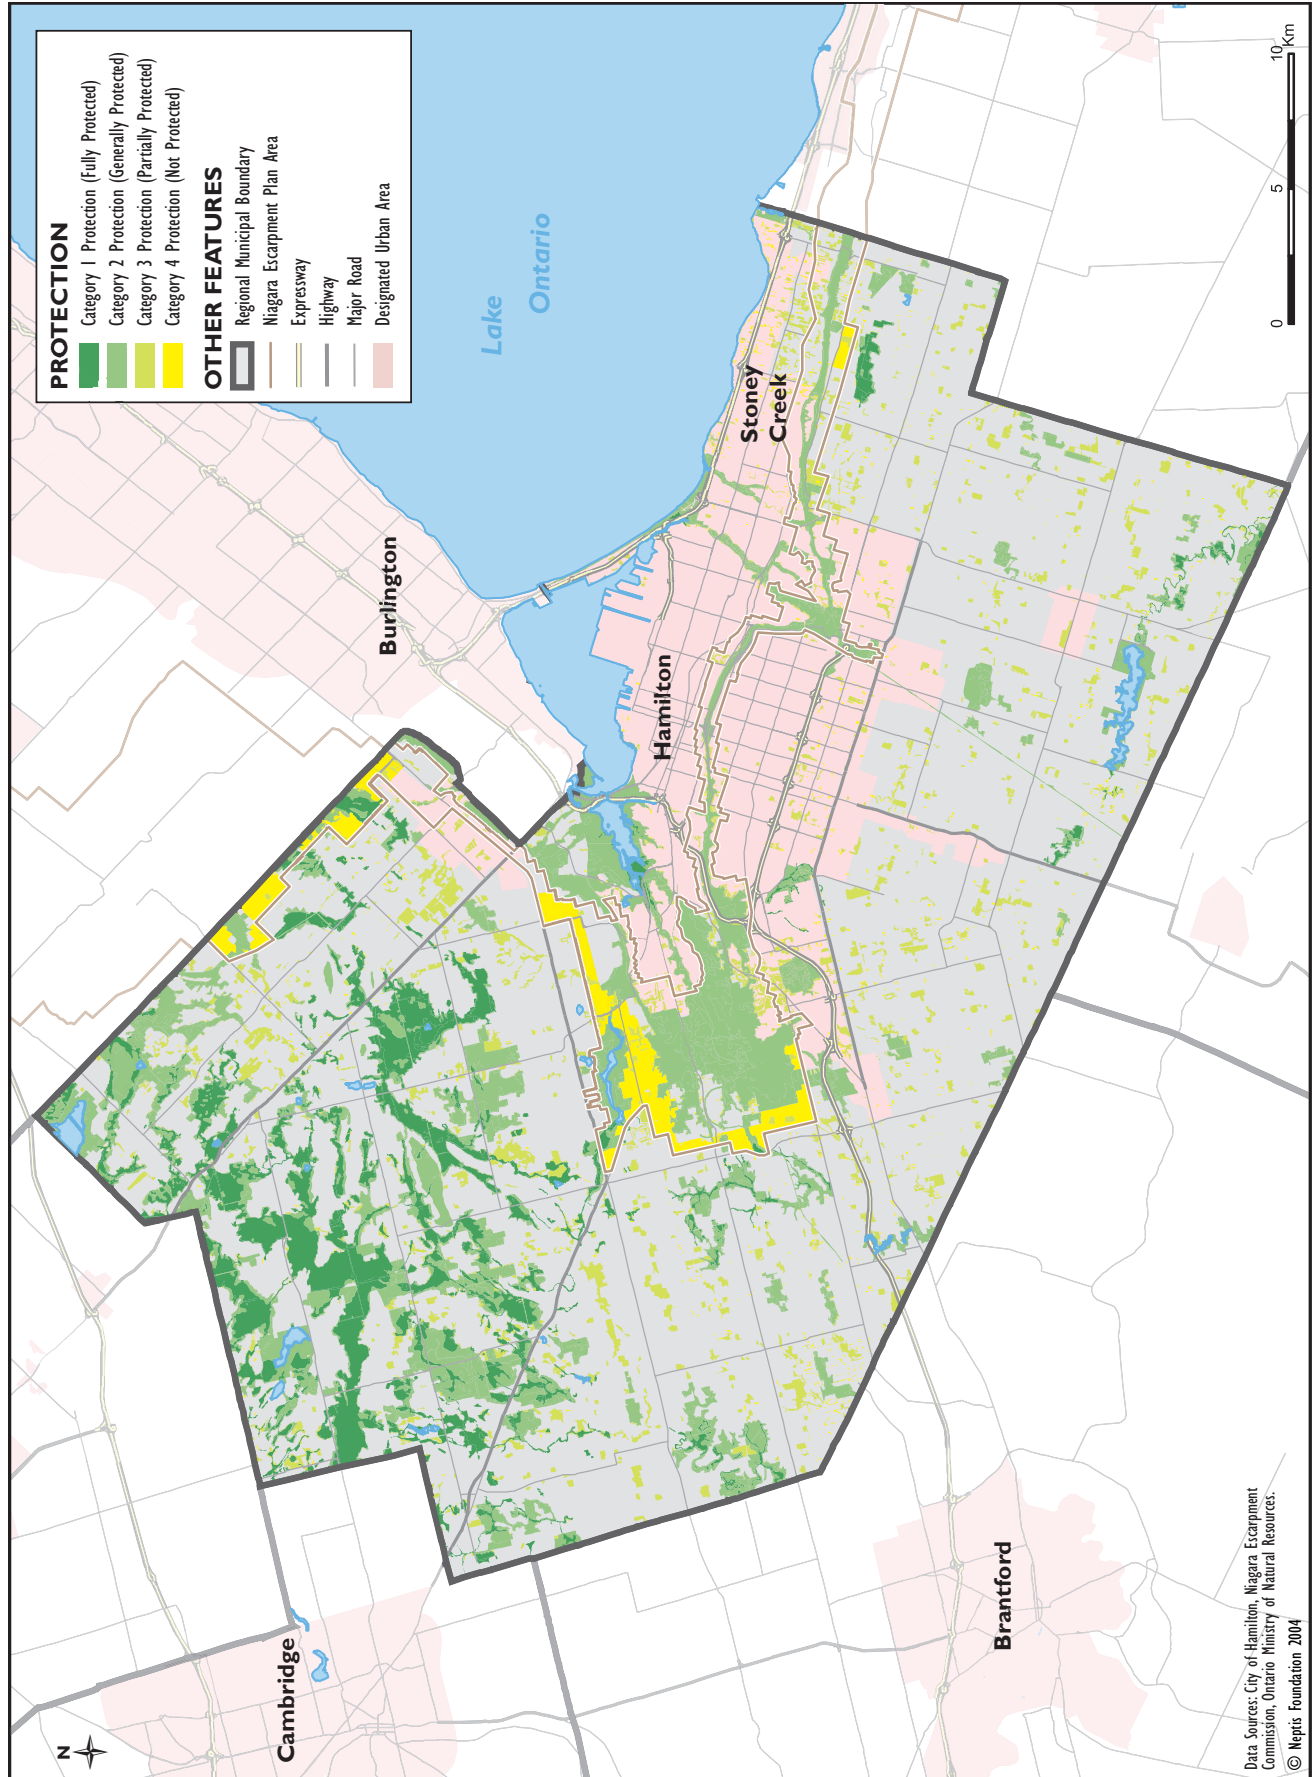 PROTECTION
Category 1 Protection (Fully Protected)
Category 2 Protection (Generally Protected)
Category 3 Protection (Partially Protected)
Category 4 Protection (Not Protected)
OTHER FEATURES
Regional Municipal Boundary
Niagara Escarpment Plan Area
Expressway
Highway
Major Road
Designated Urban Area
Lake
Ontario
Burlington
Hamilton
Stoney
Creek
Cambridge
Brantford
N
0 5 10
Km
Data Sources: City of Hamilton, Niagara Escarpment
Commission, Ontario Ministry of Natural Resources.
© Neptis Foundation 2004